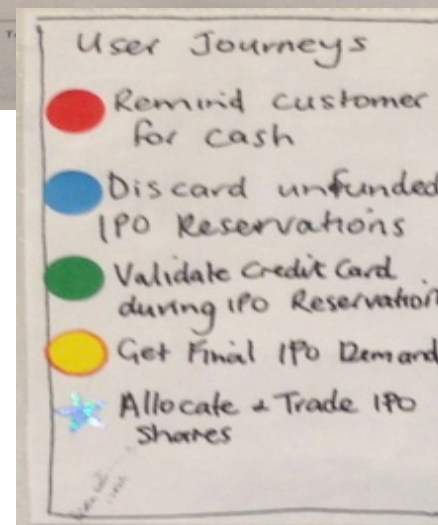 User Journeys
Remind customer
for cash
Discard unfunded
IPO Reservations
Validate Credit Card
during IPO Reservation
Get Final IPO Demand
Allocate & Trade IPO
Shares